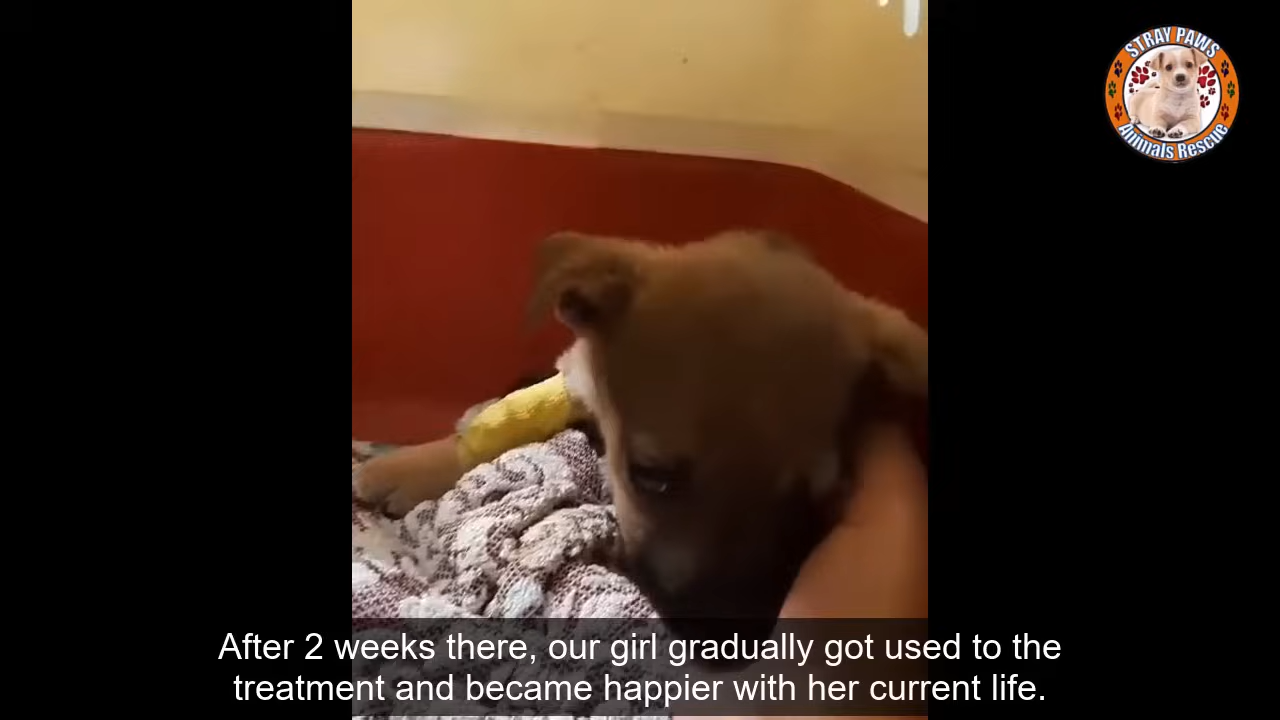 STRAY PAWS
Animals Rescue
After 2 weeks there, our girl gradually got used to the
treatment and became happier with her current life.